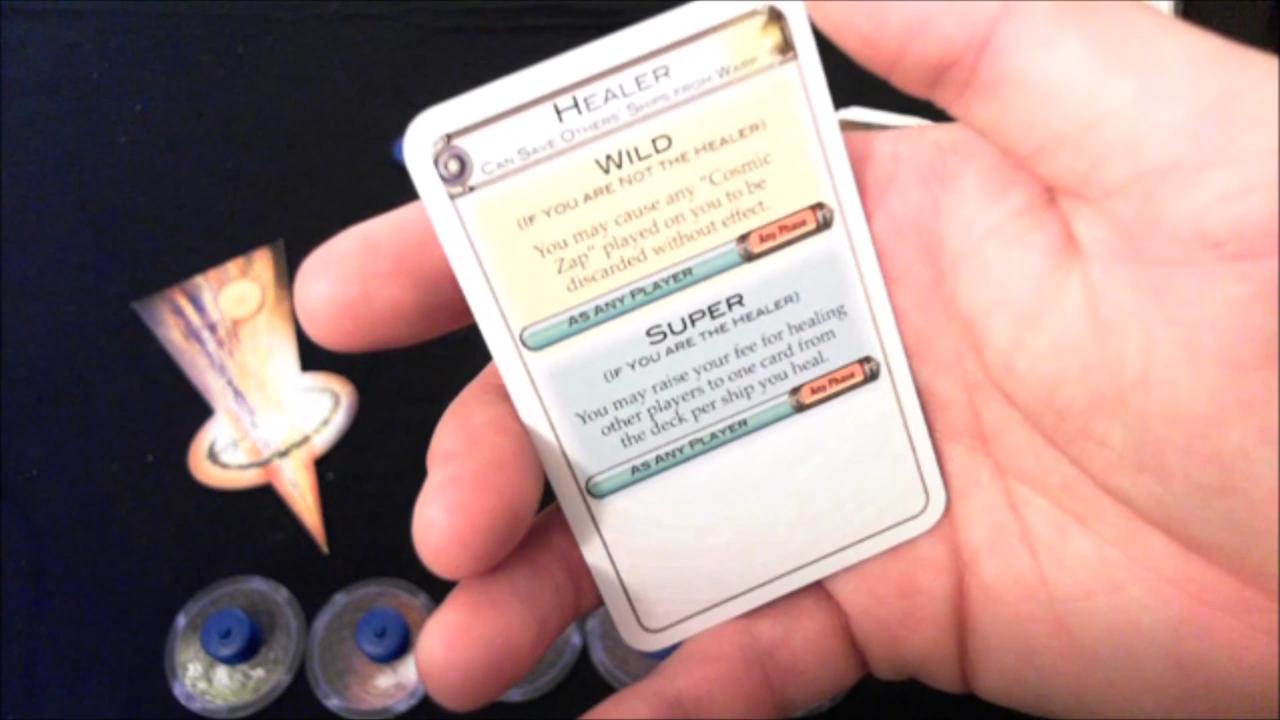 HEALER
CAN SAVE OTHERS' SHIPS FROM WARP
WILD
(IF YOU ARE NOT THE HEALER)
You may cause any "Cosmic
Zap" played on you to be
discarded without effect.
AS ANY PLAYER Any Phase
SUPER
(IF YOU ARE THE HEALER)
You may raise your fee for healing
other players to one card from
the deck per ship you heal.
AS ANY PLAYER Any Phase